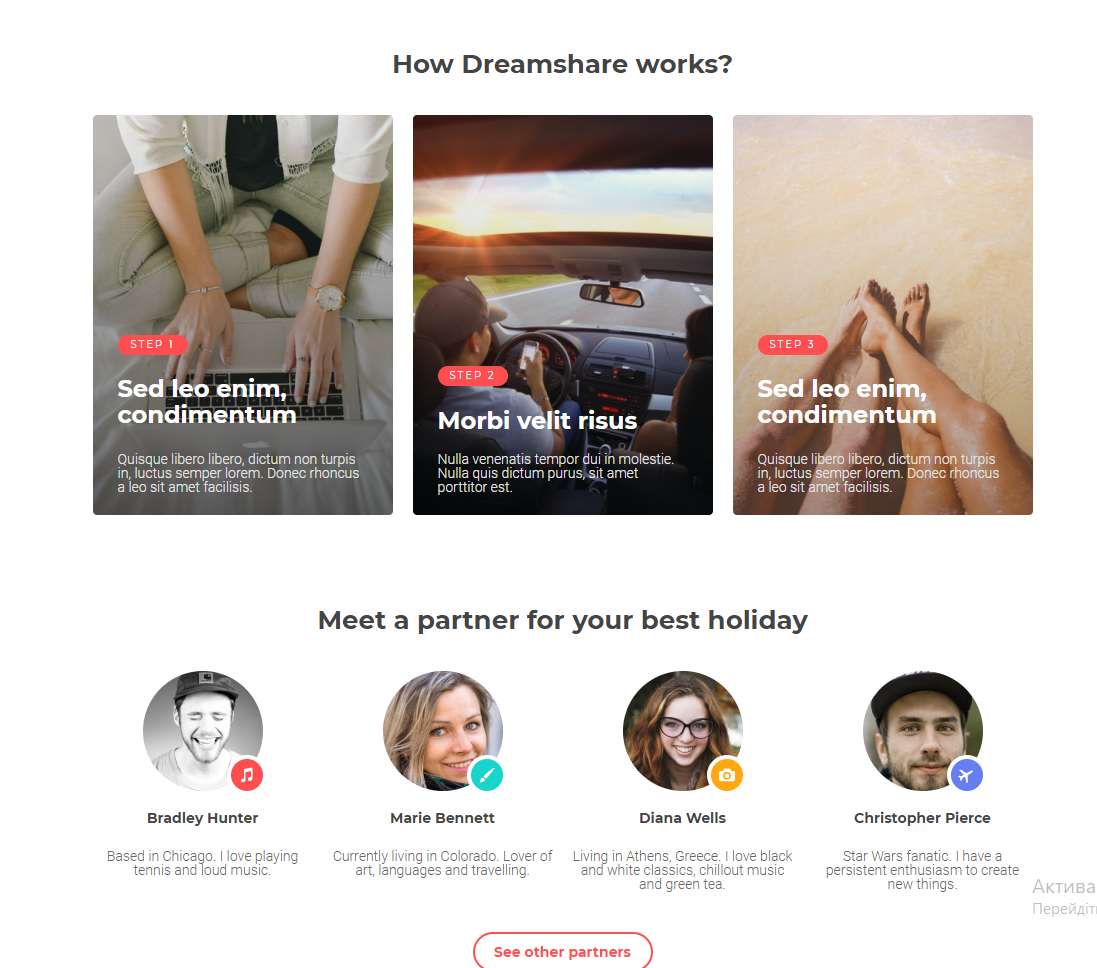 How Dreamshare works?
STEP 1
Sed leo enim,
condimentum
Quisque libero libero, dictum non turpis
in, luctus semper lorem. Donec rhoncus
a leo sit amet facilisis.
STEP 2
Morbi velit risus
Nulla venenatis tempor dui in molestie.
Nulla quis dictum purus, sit amet
porttitor est.
STEP 3
Sed leo enim,
condimentum
Quisque libero libero, dictum non turpis
in, luctus semper lorem. Donec rhoncus
a leo sit amet facilisis.
Meet a partner for your best holiday
Bradley Hunter
Based in Chicago. I love playing
tennis and loud music.
Marie Bennett
Currently living in Colorado. Lover of
art, languages and travelling.
Diana Wells
Living in Athens, Greece. I love black
and white classics, chillout music
and green tea.
Christopher Pierce
Star Wars fanatic. I have a
persistent enthusiasm to create
new things.
Актива
Перейдіть
See other partners